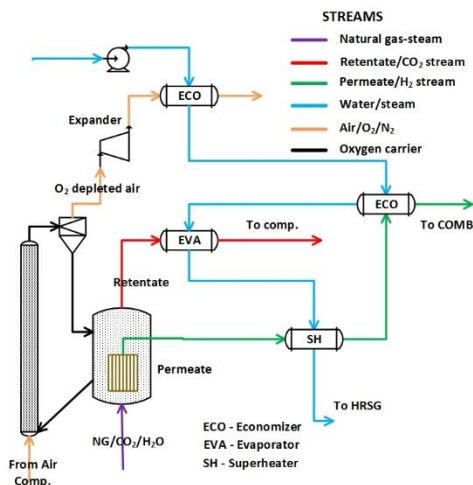 STREAMS
Natural gas-steam
Retentate/CO₂ stream
Permeate/H₂ stream
Water/steam
Air/O₂/N₂
Oxygen carrier
ECO
Expander
O₂ depleted air
ECO
To COMB
To comp.
EVA
Retentate
SH
Permeate
To HRSG
NG/CO₂/H₂O
From Air
Comp.
ECO - Economizer
EVA - Evaporator
SH - Superheater